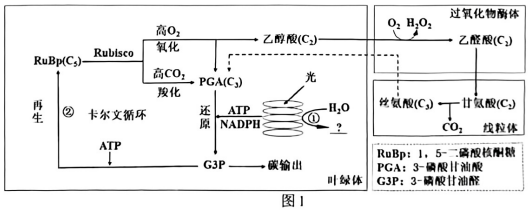 高O₂
氧化
乙醇酸(C₂)
O₂ H₂O₂
过氧化物酶体
乙醛酸(C₂)
RuBp(C₅)
Rubisco
高CO₂
羧化
PGA(C₃)
光
丝氨酸(C₃)
甘氨酸(C₂)
CO₂
线粒体
再生
②
卡尔文循环
还原
ATP
NADPH
H₂O
①
?
ATP
G3P
碳输出
叶绿体
RuBp:1,5-二磷酸核酮糖
PGA:3-磷酸甘油酸
G3P:3-磷酸甘油醛
图1